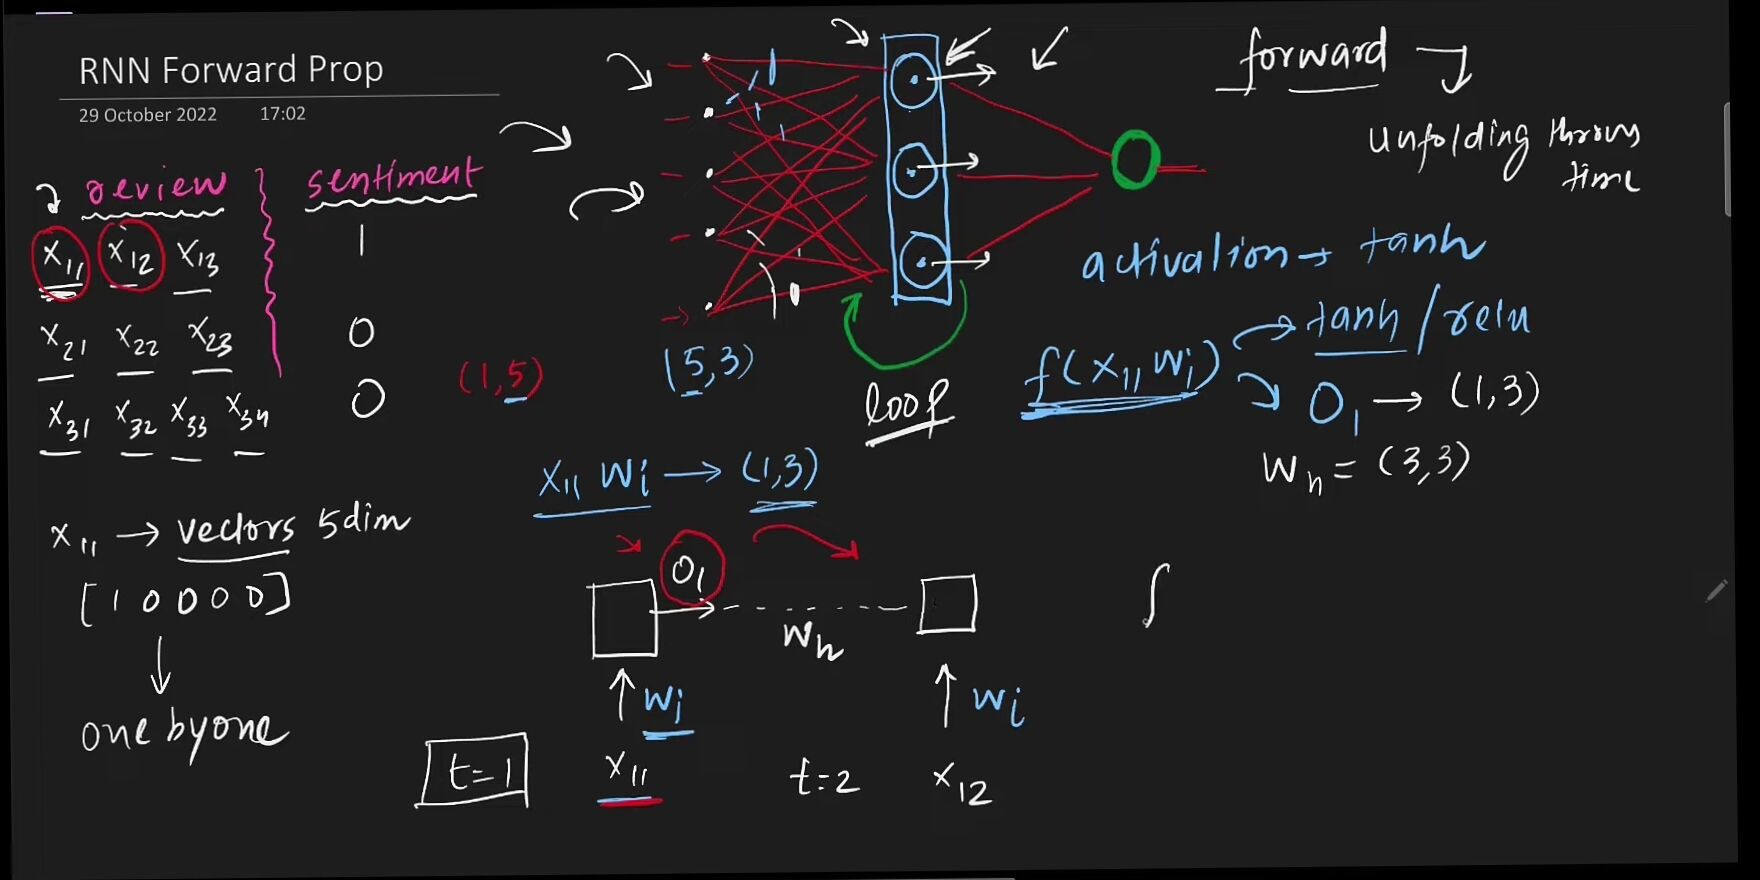 RNN Forward Prop
29 October 2022 17:02
forward
unfolding throus
time
review sentiment
x11 x12 x13 1
x21 x22 x23 0
x31 x32 x33 x34 0
(1,5) (5,3)
loop
activation → tanh
f(x11 Wi) → tanh / relu
O1 → (1,3)
Wh = (3,3)
x11 Wi → (1,3)
x11 → vectors 5dim
[1 0 0 0 0]
one by one
O1
Wh
Wi Wi
t=1 x11 t=2 x12